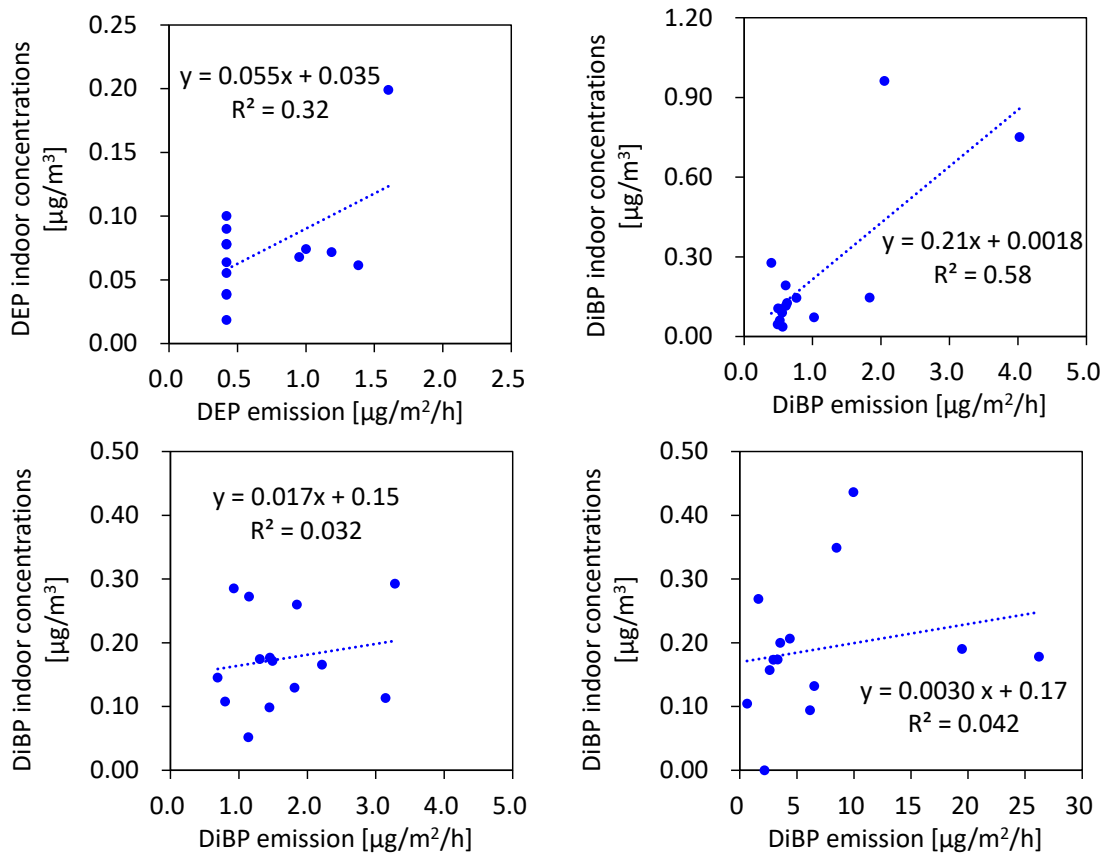 DEP indoor concentrations
[µg/m³]
0.25
0.20
0.15
0.10
0.05
0.00
y = 0.055x + 0.035
R² = 0.32
0.0 0.5 1.0 1.5 2.0 2.5
DEP emission [µg/m²/h]
DiBP indoor concentrations
[µg/m³]
1.20
0.90
0.60
0.30
0.00
y = 0.21x + 0.0018
R² = 0.58
0.0 1.0 2.0 3.0 4.0 5.0
DiBP emission [µg/m²/h]
DiBP indoor concentrations
[µg/m³]
0.50
0.40
0.30
0.20
0.10
0.00
y = 0.017x + 0.15
R² = 0.032
0.0 1.0 2.0 3.0 4.0 5.0
DiBP emission [µg/m²/h]
DiBP indoor concentrations
[µg/m³]
0.50
0.40
0.30
0.20
0.10
0.00
y = 0.0030 x + 0.17
R² = 0.042
0 5 10 15 20 25 30
DiBP emission [µg/m²/h]